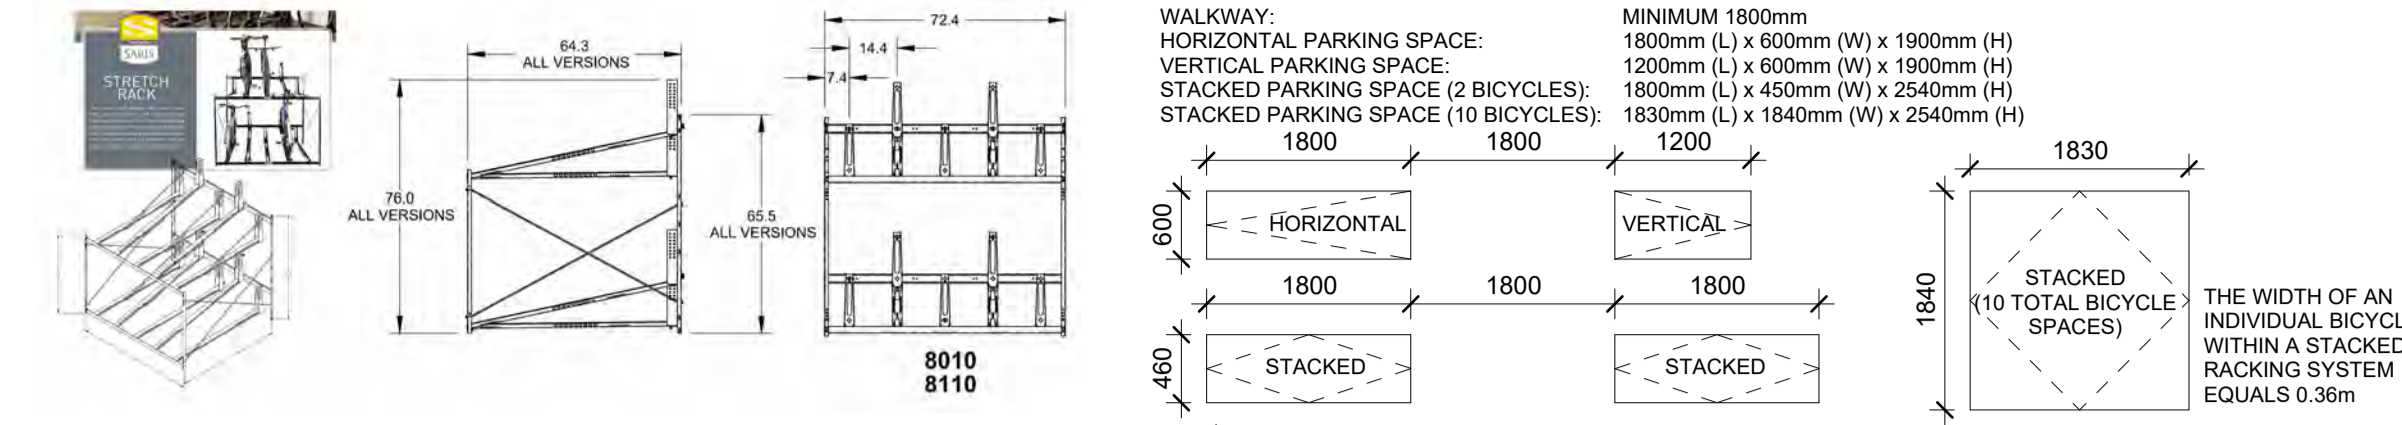 SARIS
STRETCH
RACK
64.3
ALL VERSIONS
76.0
ALL VERSIONS
72.4
14.4
7.4
65.5
ALL VERSIONS
8010
8110
WALKWAY: MINIMUM 1800mm
HORIZONTAL PARKING SPACE: 1800mm (L) x 600mm (W) x 1900mm (H)
VERTICAL PARKING SPACE: 1200mm (L) x 600mm (W) x 1900mm (H)
STACKED PARKING SPACE (2 BICYCLES): 1800mm (L) x 450mm (W) x 2540mm (H)
STACKED PARKING SPACE (10 BICYCLES): 1830mm (L) x 1840mm (W) x 2540mm (H)
1800 1800 1200
600
HORIZONTAL
VERTICAL
1800 1800 1800
460
STACKED
STACKED
1830
1840
STACKED
(10 TOTAL BICYCLE
SPACES)
THE WIDTH OF AN
INDIVIDUAL BICYCL
WITHIN A STACKED
RACKING SYSTEM
EQUALS 0.36m